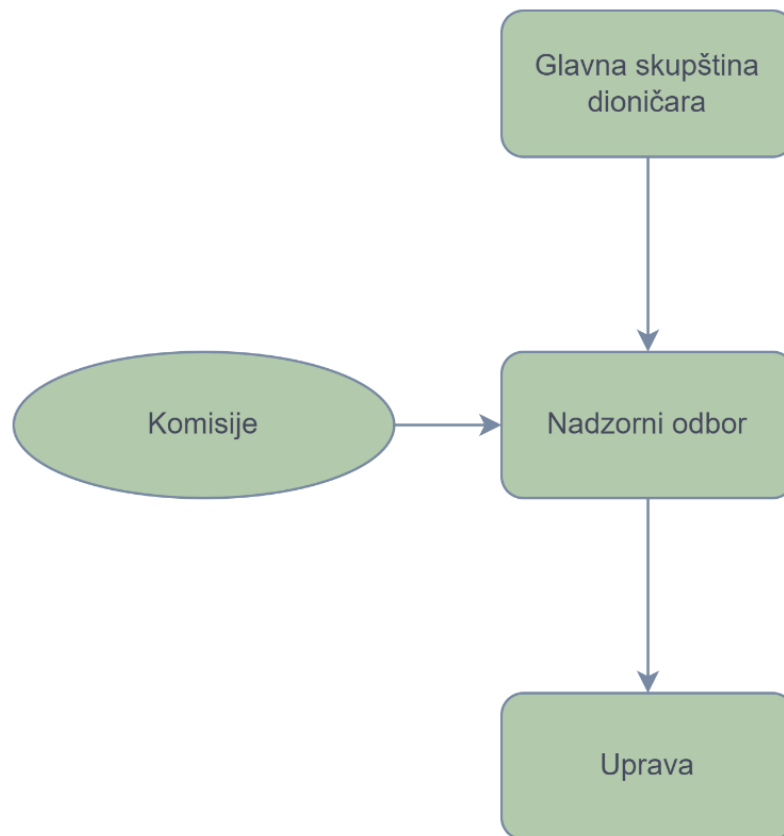 Glavna skupština
dioničara
Komisije
Nadzorni odbor
Uprava